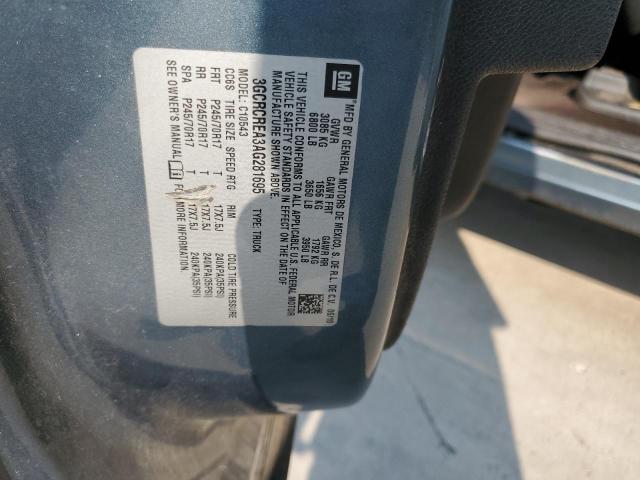 GM
MFD BY GENERAL MOTORS DE MEXICO, S. DE R.L. DE C.V. 05/10
GVWR GAWR FRT GAWR RR
3085 KG 1656 KG 1792 KG
6800 LB 3650 LB 3950 LB
THIS VEHICLE CONFORMS TO ALL APPLICABLE U.S. FEDERAL MOTOR
VEHICLE SAFETY STANDARDS IN EFFECT ON THE DATE OF
MANUFACTURE SHOWN ABOVE.
3GCRCREA3AG281695 TYPE: TRUCK
MODEL: C10543
CC6S TIRE SIZE SPEED RTG RIM COLD TIRE PRESSURE
FRT P245/70R17 T 17X7.5J 240KPA(35PSI)
RR P245/70R17 T 17X7.5J 240KPA(35PSI)
SPA P245/70R17 T 17X7.5J 240KPA(35PSI)
SEE OWNER'S MANUAL MORE INFORMATION.